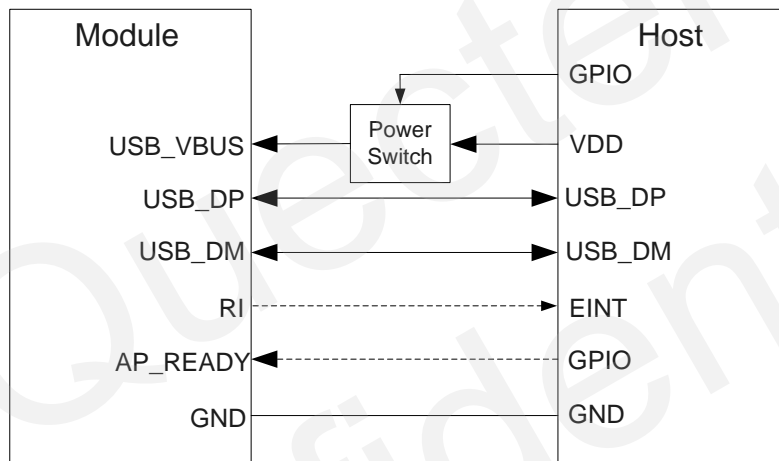 Module
Host
GPIO
Power
Switch
USB_VBUS
VDD
USB_DP
USB_DP
USB_DM
USB_DM
RI
EINT
AP_READY
GPIO
GND
GND